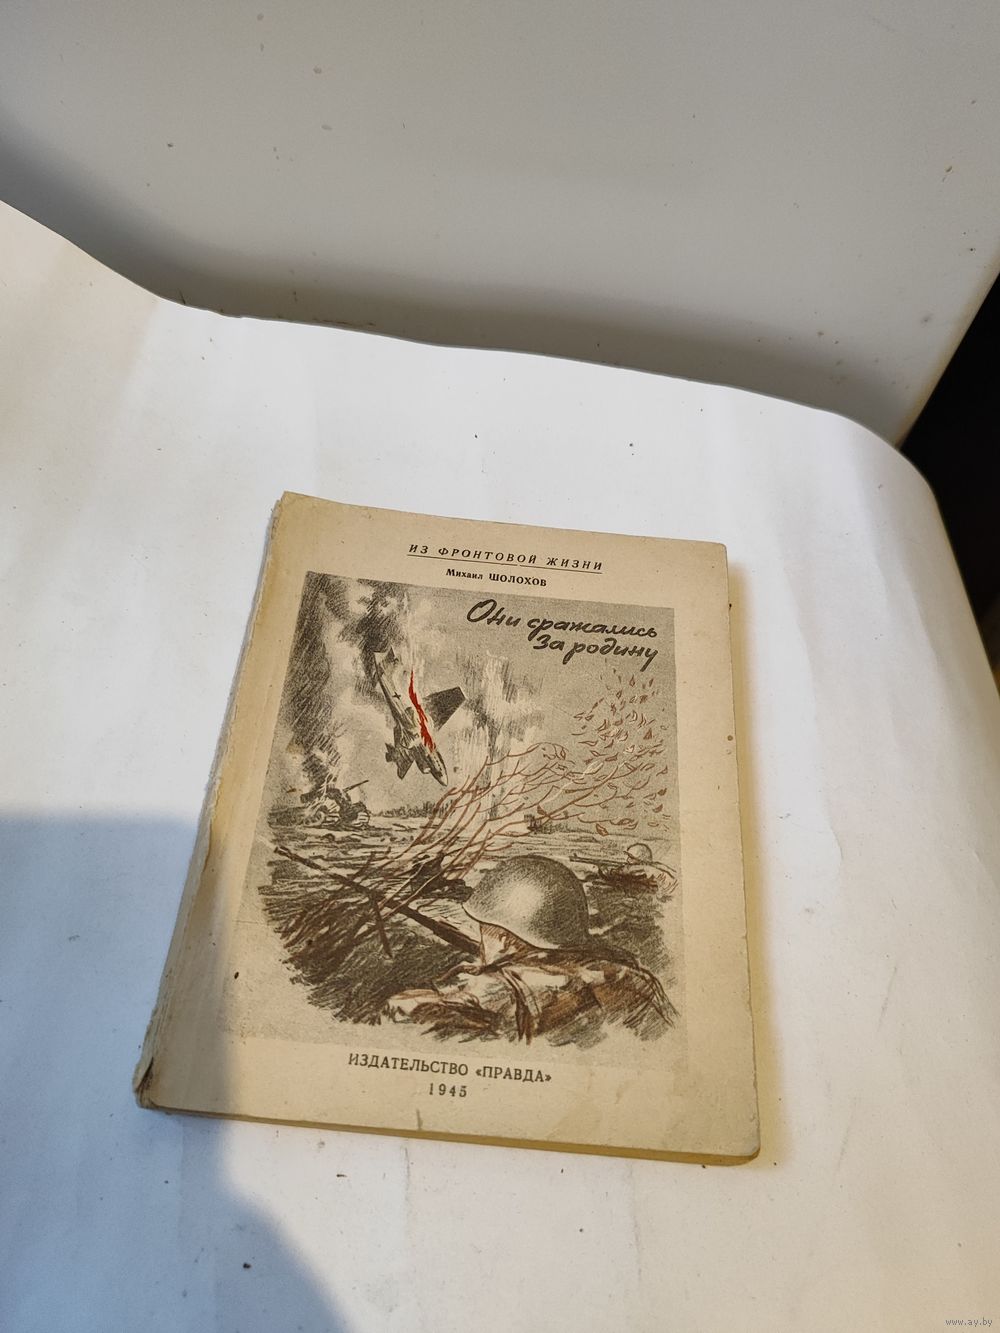 ИЗ ФРОНТОВОЙ ЖИЗНИ
Михаил ШОЛОХОВ
Они сражались
За родину
ИЗДАТЕЛЬСТВО «ПРАВДА»
1945
www.ay.by